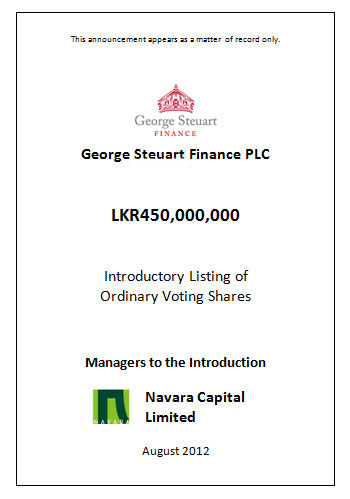 This announcement appears as a matter of record only.
George Steuart
FINANCE
George Steuart Finance PLC
LKR450,000,000
Introductory Listing of
Ordinary Voting Shares
Managers to the Introduction
NAVARA
Navara Capital
Limited
August 2012